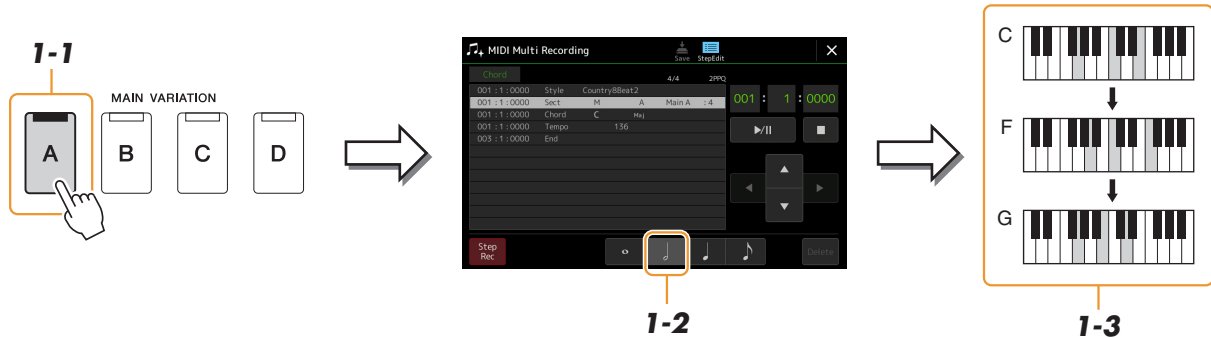 1-1
MAIN VARIATION
A B C D
MIDI Multi Recording Save StepEdit
Chord 4/4 2PPQ
001 : 1 : 0000 Style Country8Beat2
001 : 1 : 0000 Sect M A Main A : 4
001 : 1 : 0000 Chord C Maj
001 : 1 : 0000 Tempo 136
003 : 1 : 0000 End
001 : 1 : 0000
Step
Rec
Delete
1-2
C
F
G
1-3